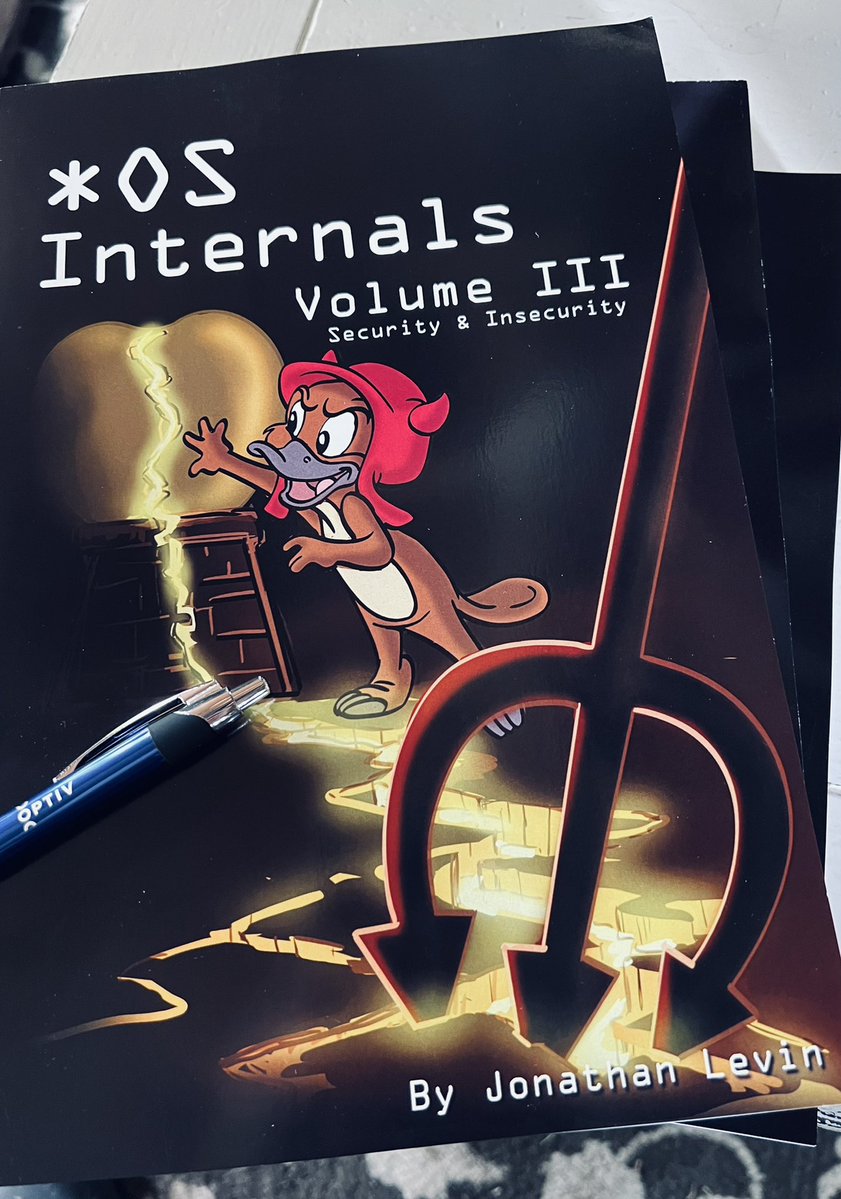 *OS
Internals
Volume III
Security & Insecurity
OPTIV
By Jonathan Levin